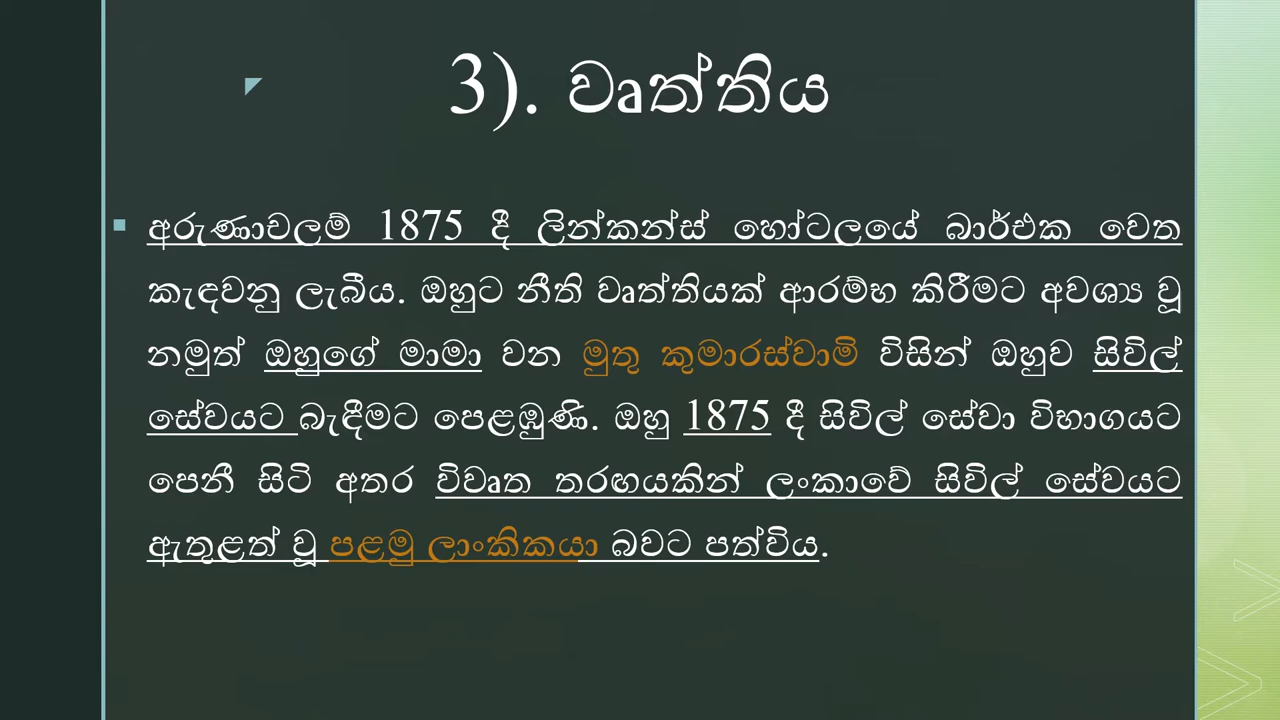 3). වෘත්තිය
අරුණාචලම් 1875 දී ලින්කන්ස් හෝටලයේ බාර්එක වෙත
කැඳවනු ලැබීය. ඔහුට නීති වෘත්තියක් ආරම්භ කිරීමට අවශ්‍ය වූ
නමුත් ඔහුගේ මාමා වන මුතු කුමාරස්වාමි විසින් ඔහුව සිවිල්
සේවයට බැඳීමට පෙළඹුණි. ඔහු 1875 දී සිවිල් සේවා විභාගයට
පෙනී සිටි අතර විවෘත තරඟයකින් ලංකාවේ සිවිල් සේවයට
ඇතුළත් වූ පළමු ලාංකිකයා බවට පත්විය.